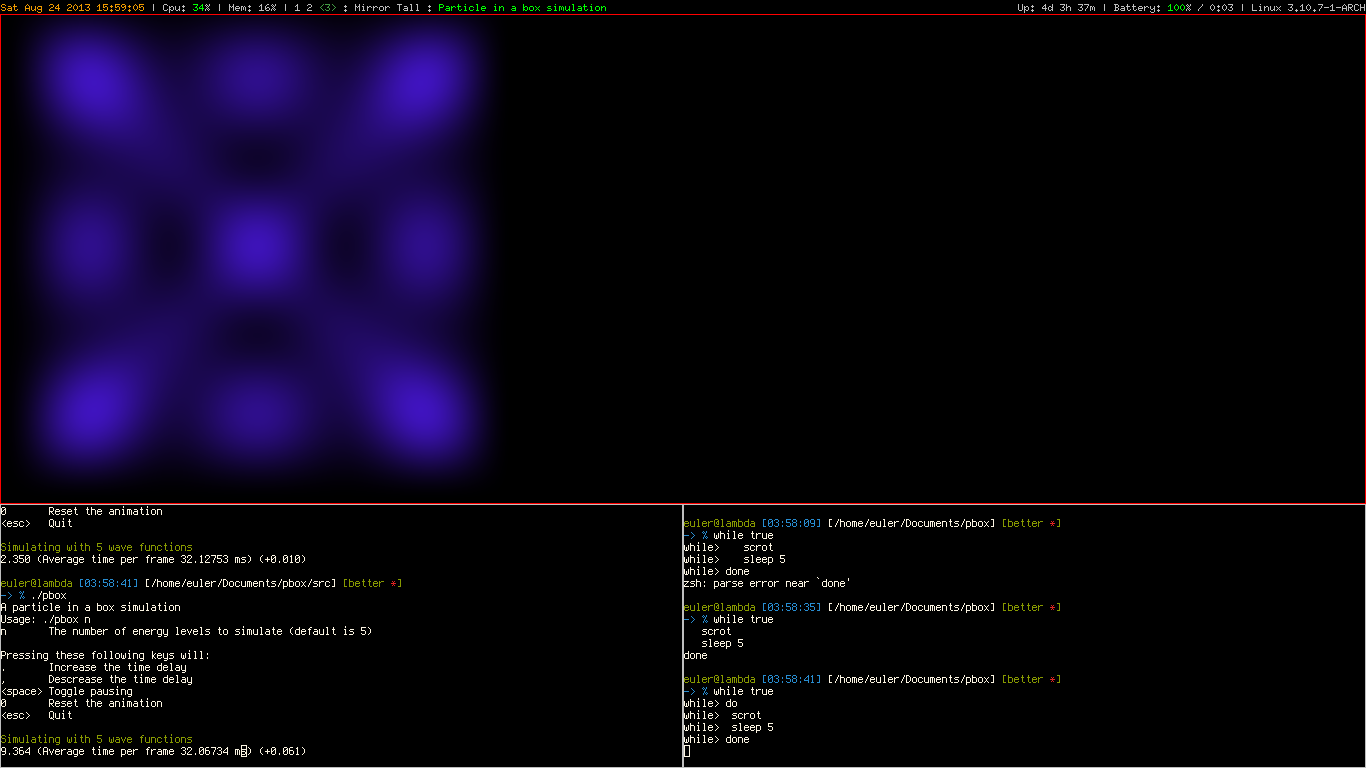 Sat Aug 24 2013 15:59:05 | Cpu: 34% | Mem: 16% | 1 2 <3> : Mirror Tall : Particle in a box simulation
Up: 4d 3h 37m | Battery: 100% / 0:03 | Linux 3.10.7-1-ARCH
0 Reset the animation
<esc> Quit
Simulating with 5 wave functions
2.350 (Average time per frame 32.12753 ms) (+0.010)
euler@lambda [03:58:41] [/home/euler/Documents/pbox/src] [better *]
-> % ./pbox
A particle in a box simulation
Usage: ./pbox n
n The number of energy levels to simulate (default is 5)
Pressing these following keys will:
. Increase the time delay
, Descrease the time delay
<space> Toggle pausing
0 Reset the animation
<esc> Quit
Simulating with 5 wave functions
9.364 (Average time per frame 32.06734 ms) (+0.061)
euler@lambda [03:58:09] [/home/euler/Documents/pbox] [better *]
-> % while true
while> scrot
while> sleep 5
while> done
zsh: parse error near `done'
euler@lambda [03:58:35] [/home/euler/Documents/pbox] [better *]
-> % while true
scrot
sleep 5
done
euler@lambda [03:58:41] [/home/euler/Documents/pbox] [better *]
-> % while true
while> do
while> scrot
while> sleep 5
while> done